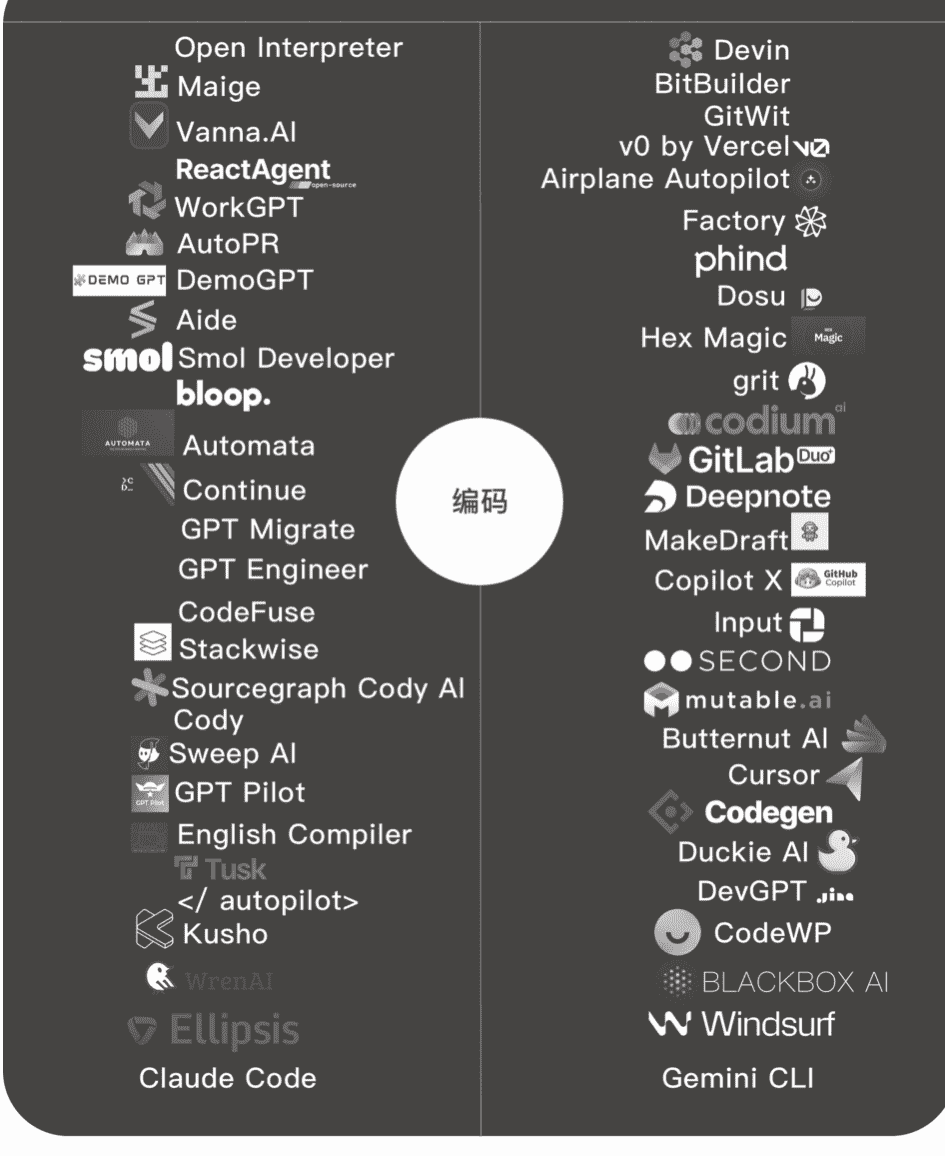 Open Interpreter
Maige
Vanna.AI
ReactAgent
open-source
WorkGPT
AutoPR
DEMO GPT DemoGPT
Aide
smol Smol Developer
bloop.
AUTOMATA Automata
Continue
GPT Migrate
GPT Engineer
CodeFuse
Stackwise
Sourcegraph Cody AI
Cody
Sweep AI
GPT Pilot GPT Pilot
English Compiler
Tusk
</ autopilot>
Kusho
WrenAI
Ellipsis
Claude Code
编码
Devin
BitBuilder
GitWit
v0 by Vercel v0
Airplane Autopilot
Factory
phind
Dosu
Hex Magic Magic
grit
codium ai
GitLab Duo
Deepnote
MakeDraft
Copilot X GitHub Copilot
Input
SECOND
mutable.ai
Butternut AI
Cursor
Codegen
Duckie AI
DevGPT
CodeWP
BLACKBOX AI
Windsurf
Gemini CLI